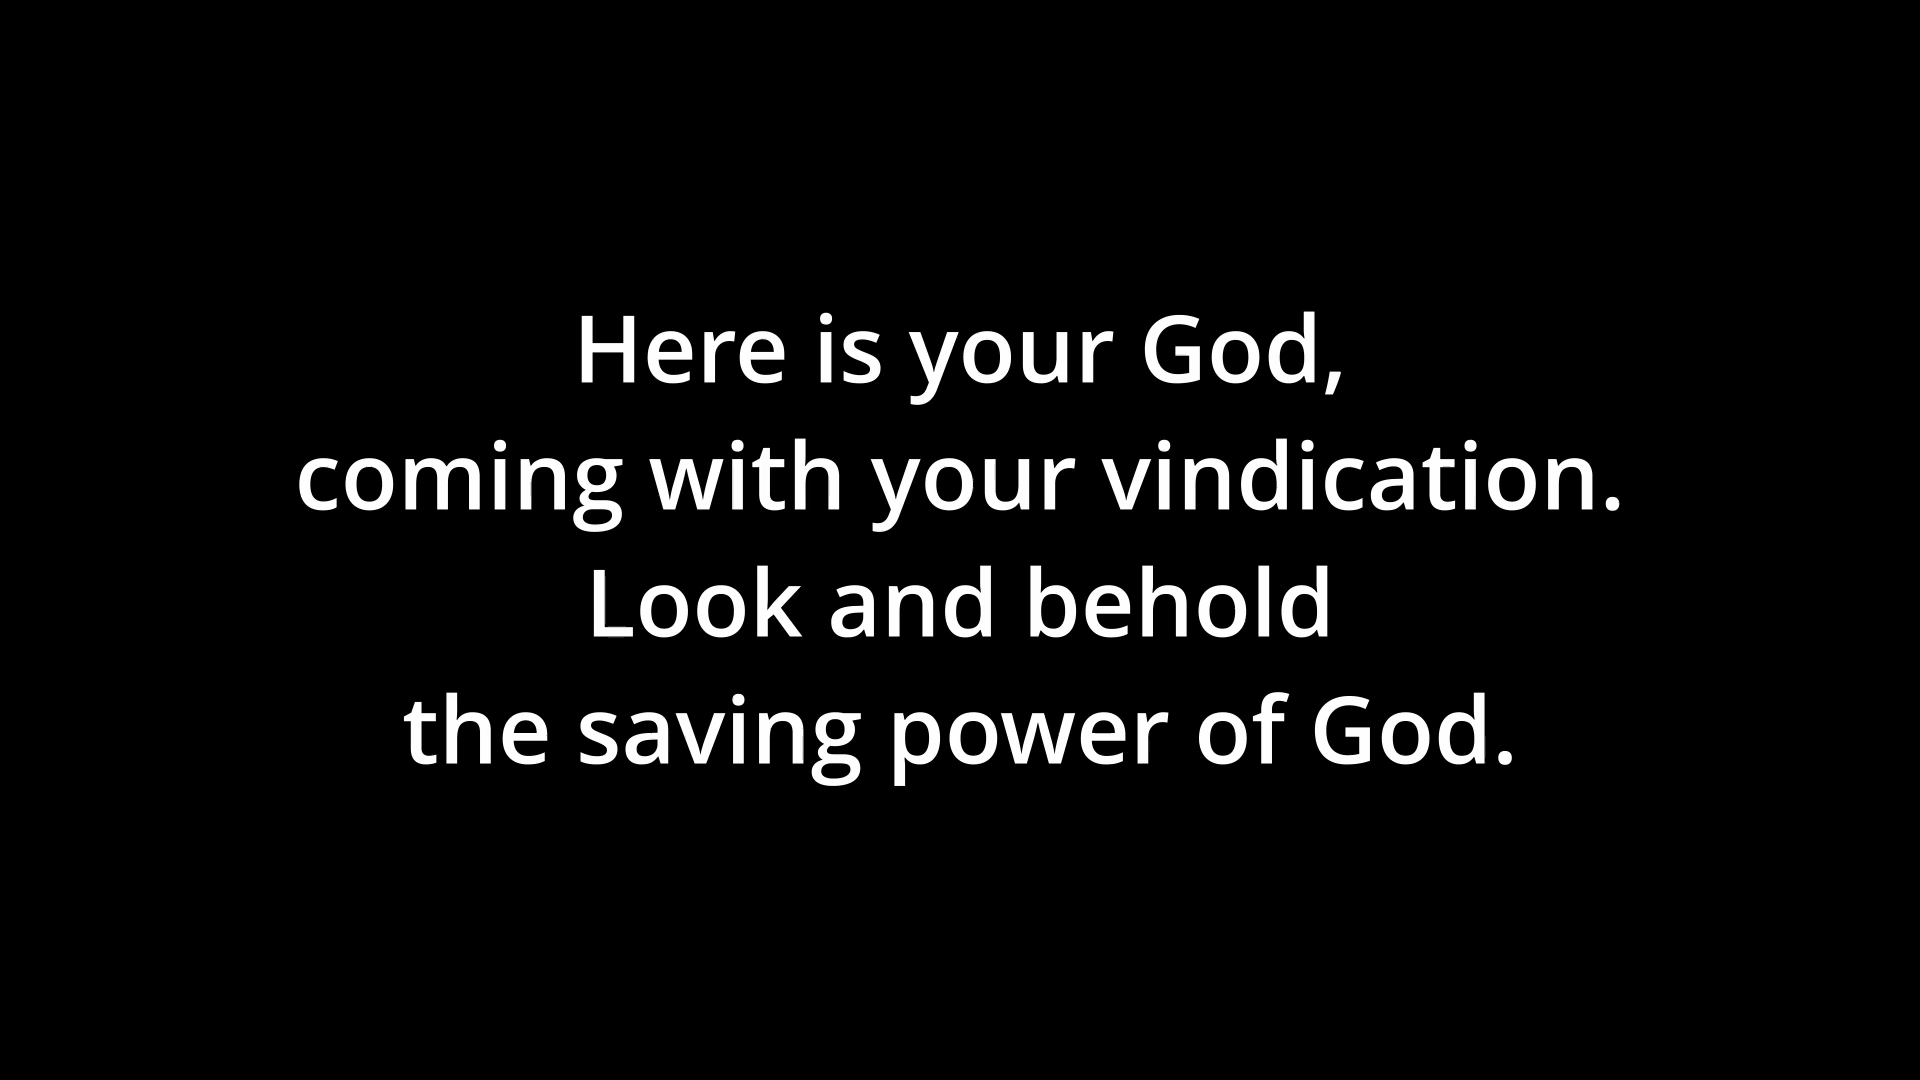 Here is your God,
coming with your vindication.
Look and behold
the saving power of God.